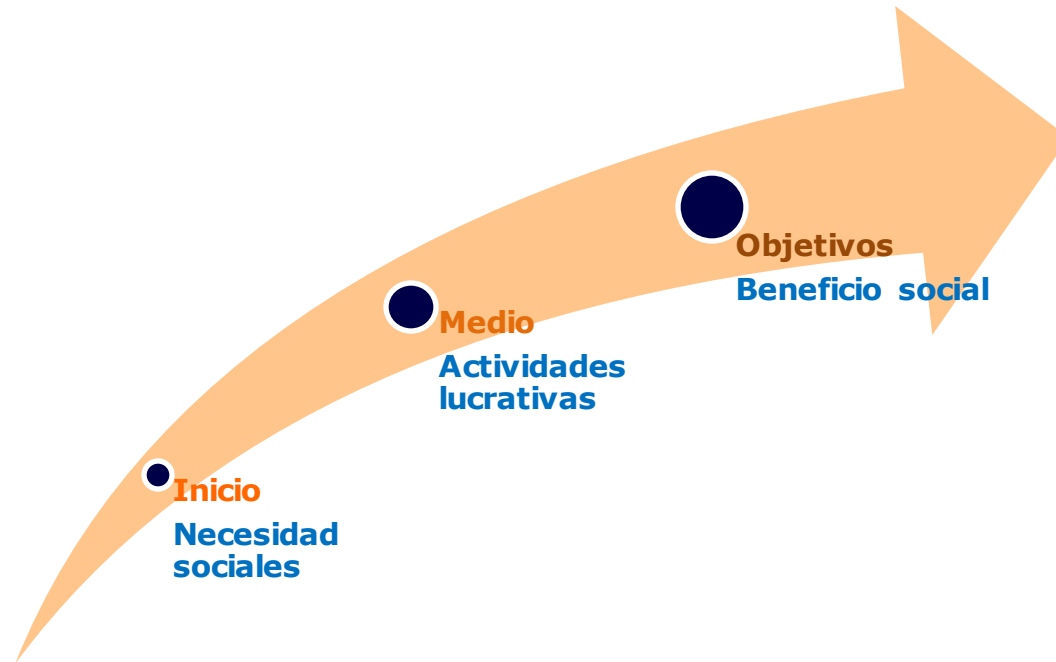 Inicio
Necesidad
sociales
Medio
Actividades
lucrativas
Objetivos
Beneficio social